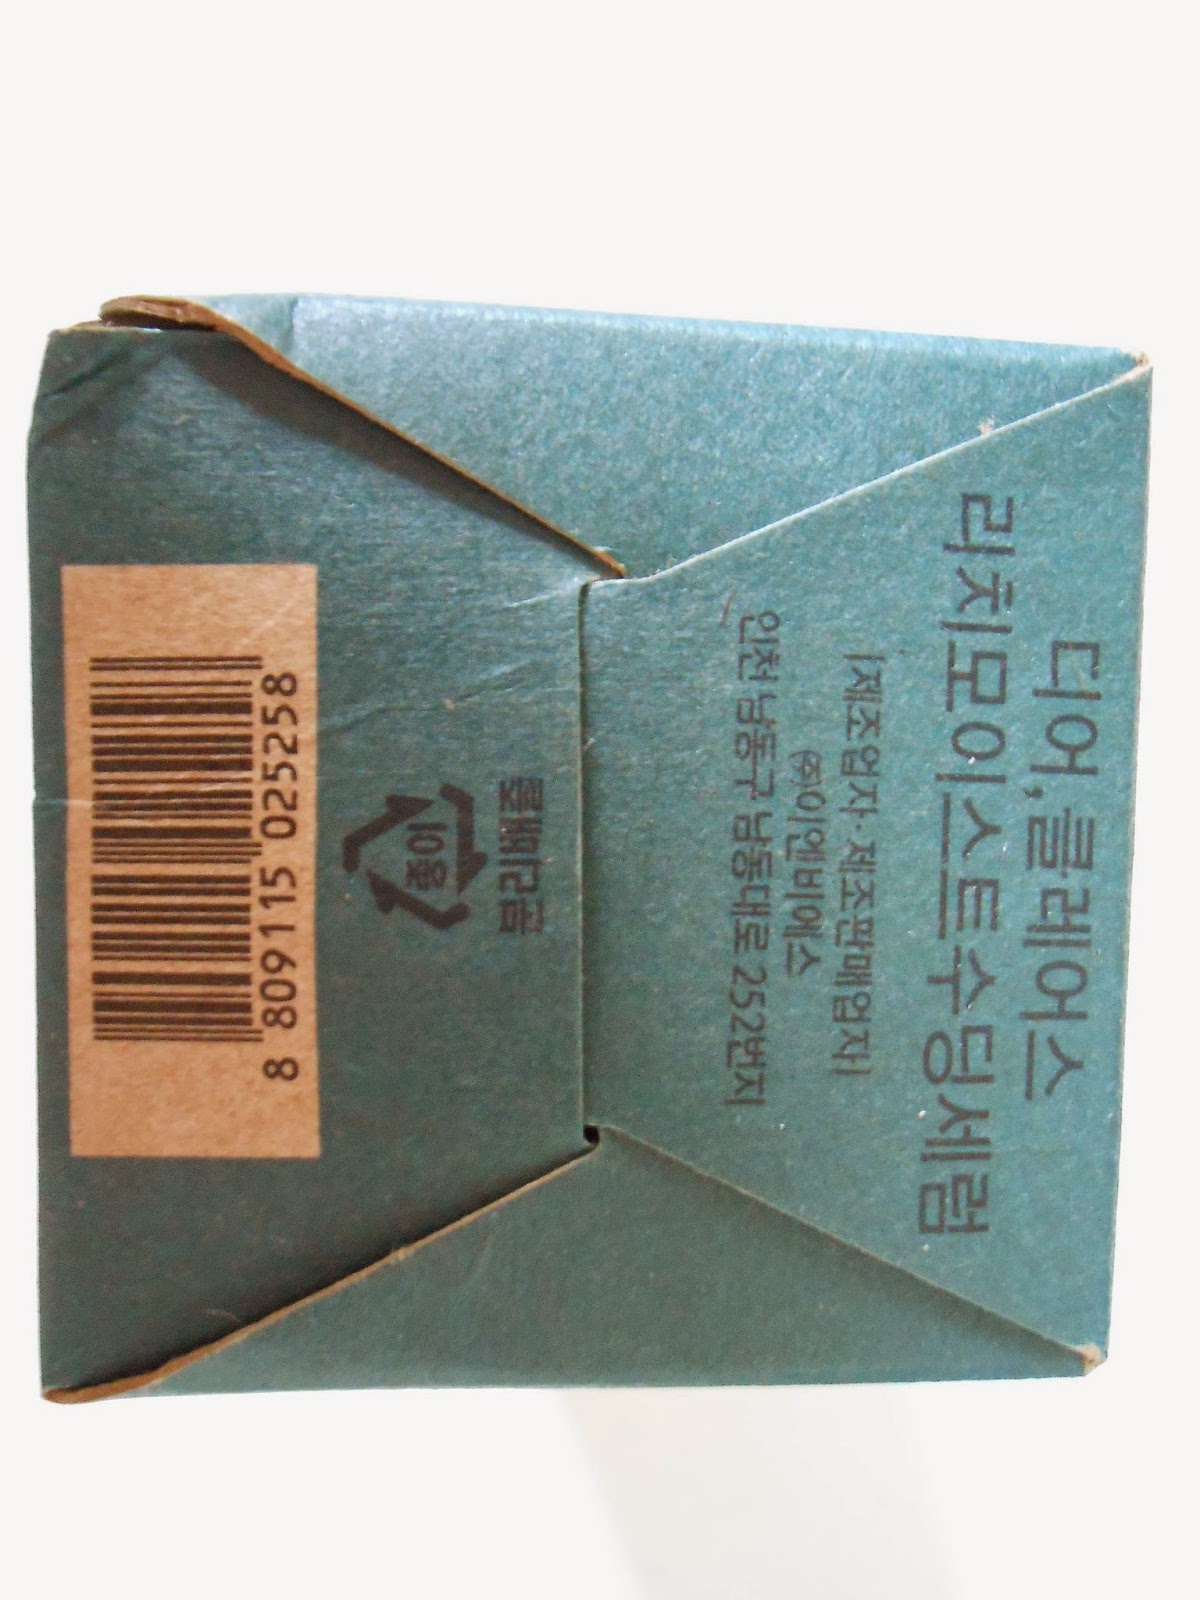 디어,클레어스
리치모이스트수딩세럼
[제조업자·제조판매업자]
㈜이앤비에스
인천 남동구 남동대로 252번지
분리배출
종이
8 809115 025258